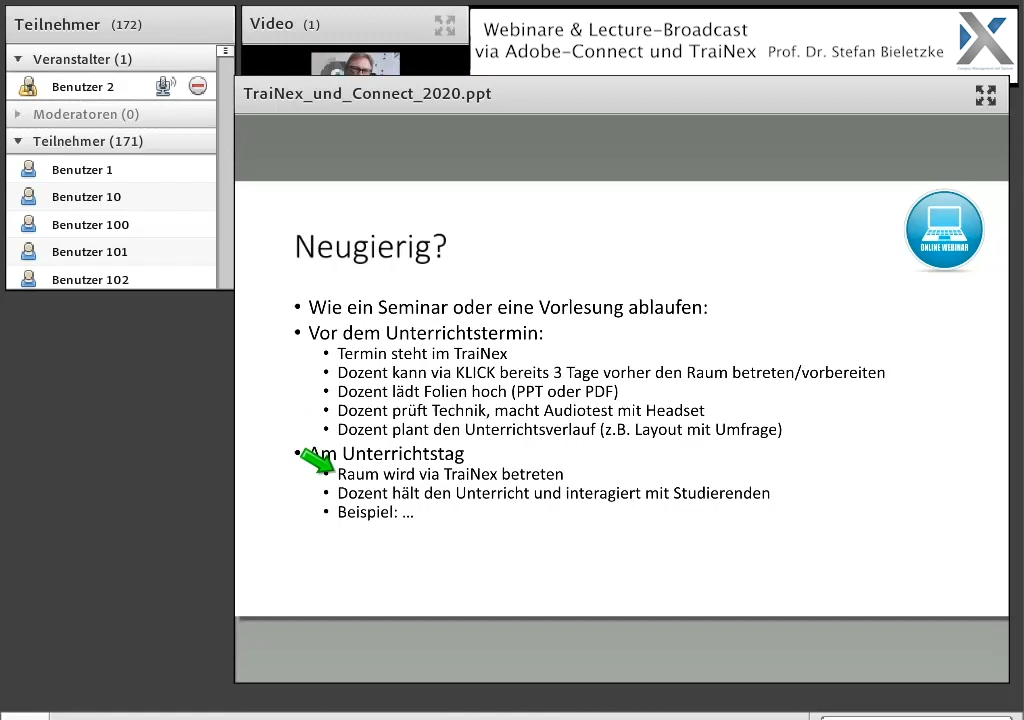 Teilnehmer (172)
Veranstalter (1)
Benutzer 2
Moderatoren (0)
Teilnehmer (171)
Benutzer 1
Benutzer 10
Benutzer 100
Benutzer 101
Benutzer 102
Video (1)
Webinare & Lecture-Broadcast
via Adobe-Connect und TraiNex Prof. Dr. Stefan Bieletzke
TraiNex_und_Connect_2020.ppt
ONLINE WEBINAR
Neugierig?
• Wie ein Seminar oder eine Vorlesung ablaufen:
• Vor dem Unterrichtstermin:
• Termin steht im TraiNex
• Dozent kann via KLICK bereits 3 Tage vorher den Raum betreten/vorbereiten
• Dozent lädt Folien hoch (PPT oder PDF)
• Dozent prüft Technik, macht Audiotest mit Headset
• Dozent plant den Unterrichtsverlauf (z.B. Layout mit Umfrage)
• Am Unterrichtstag
• Raum wird via TraiNex betreten
• Dozent hält den Unterricht und interagiert mit Studierenden
• Beispiel: ...